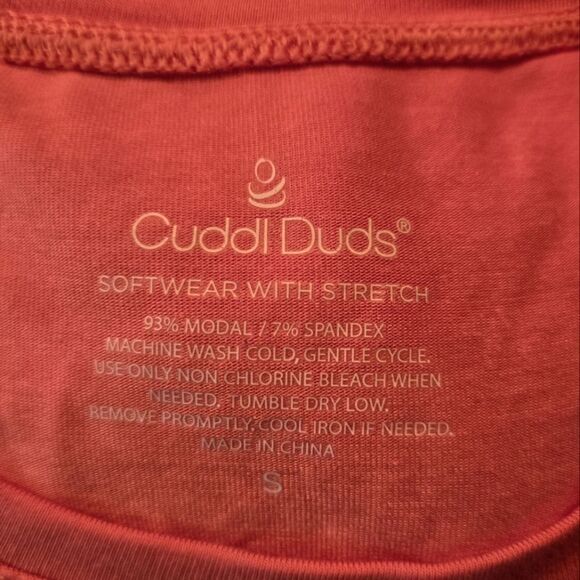 Cuddl Duds®
SOFTWEAR WITH STRETCH
93% MODAL / 7% SPANDEX
MACHINE WASH COLD, GENTLE CYCLE.
USE ONLY NON CHLORINE BLEACH WHEN
NEEDED. TUMBLE DRY LOW.
REMOVE PROMPTLY. COOL IRON IF NEEDED.
MADE IN CHINA
S